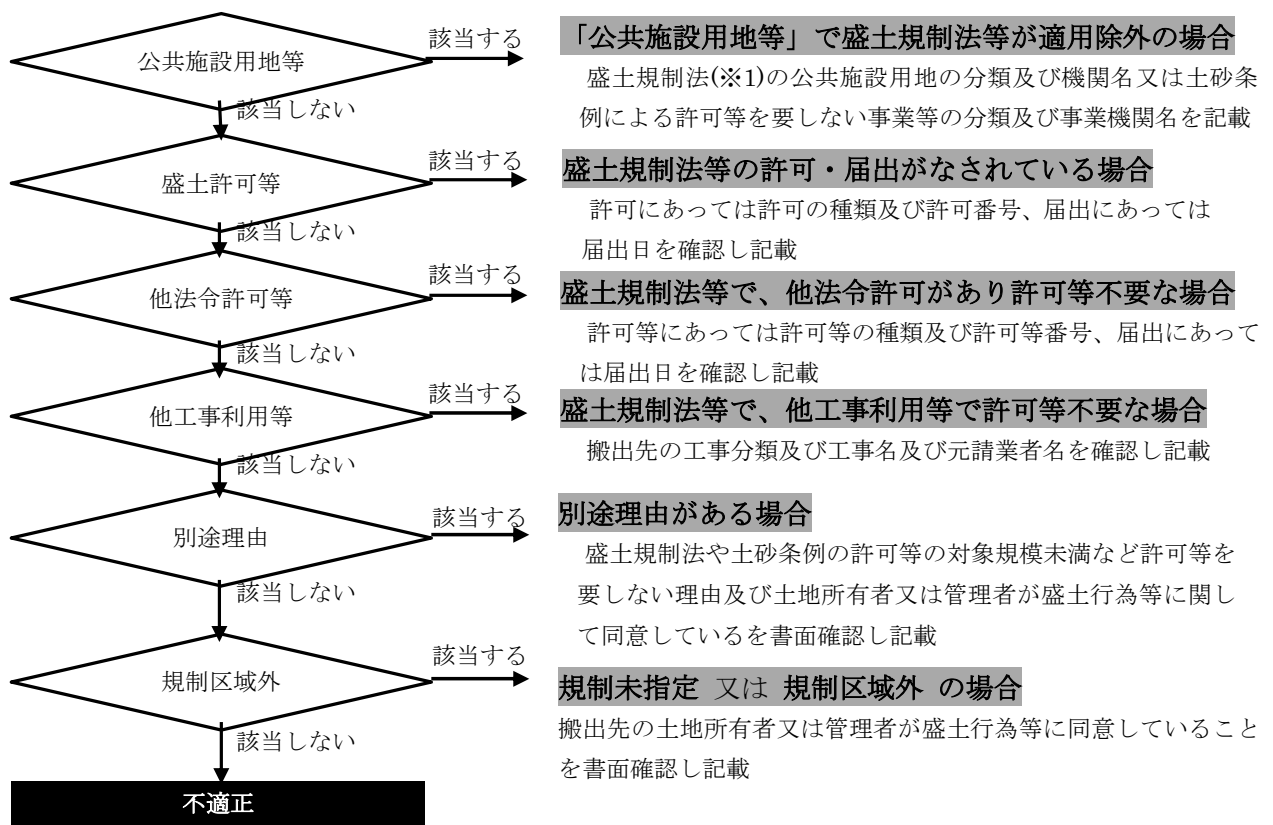 公共施設用地等
該当する
「公共施設用地等」で盛土規制法等が適用除外の場合
盛土規制法(※1)の公共施設用地の分類及び機関名又は土砂条
例による許可等を要しない事業等の分類及び事業機関名を記載
該当しない
盛土許可等
該当する
盛土規制法等の許可・届出がなされている場合
許可にあっては許可の種類及び許可番号、届出にあっては
届出日を確認し記載
該当しない
他法令許可等
該当する
盛土規制法等で、他法令許可があり許可等不要な場合
許可等にあっては許可等の種類及び許可等番号、届出にあって
は届出日を確認し記載
該当しない
他工事利用等
該当する
盛土規制法等で、他工事利用等で許可等不要な場合
搬出先の工事分類及び工事名及び元請業者名を確認し記載
該当しない
別途理由
該当する
別途理由がある場合
盛土規制法や土砂条例の許可等の対象規模未満など許可等を
要しない理由及び土地所有者又は管理者が盛土行為等に関し
て同意しているを書面確認し記載
該当しない
規制区域外
該当する
規制未指定 又は 規制区域外 の場合
搬出先の土地所有者又は管理者が盛土行為等に同意していること
を書面確認し記載
該当しない
不適正